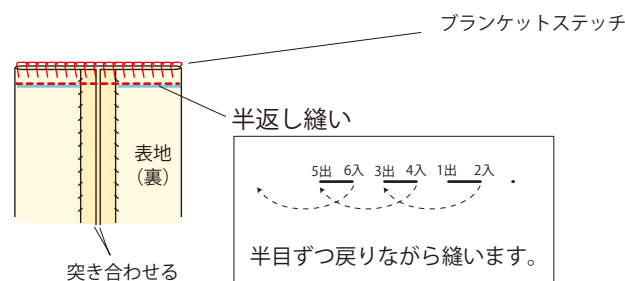 ブランケットステッチ
半返し縫い
表地
（裏）
5出 6入 3出 4入 1出 2入
半目ずつ戻りながら縫います。
突き合わせる